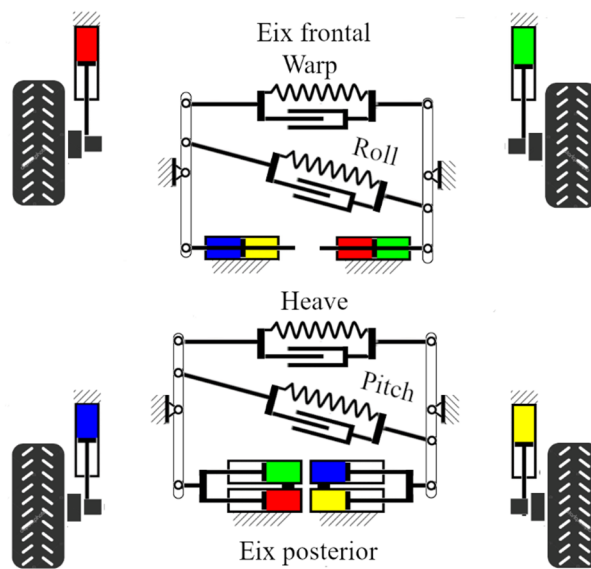 Eix frontal
Warp
Roll
Heave
Pitch
Eix posterior